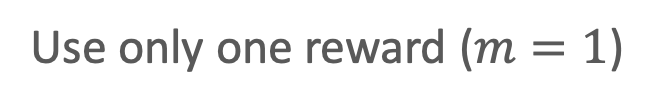 Use only one reward (m = 1)